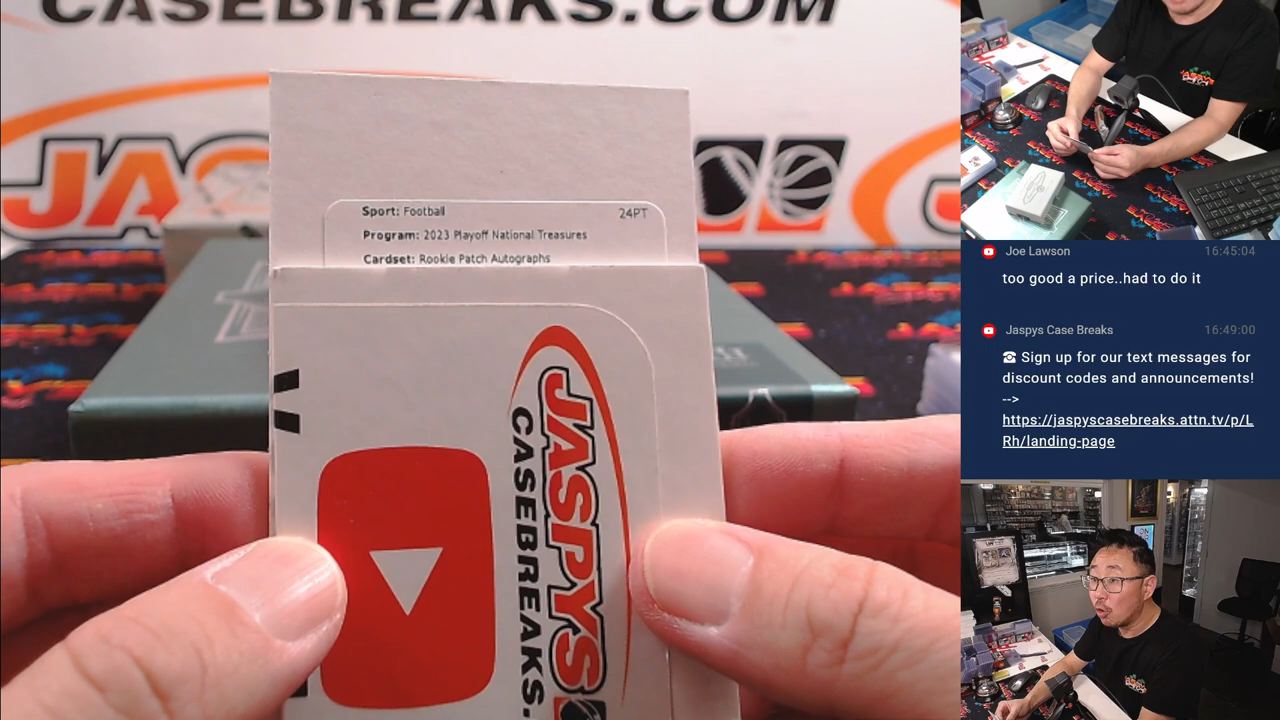 CASEBREAKS.COM
Sport: Football
24PT
Program: 2023 Playoff National Treasures
Cardset: Rookie Patch Autographs
JASPYS
CASEBREAKS.
Joe Lawson
16:45:04
too good a price..had to do it
Jaspys Case Breaks
16:49:00
☎ Sign up for our text messages for
discount codes and announcements!
-->
https://jaspyscasebreaks.attn.tv/p/L
Rh/landing-page